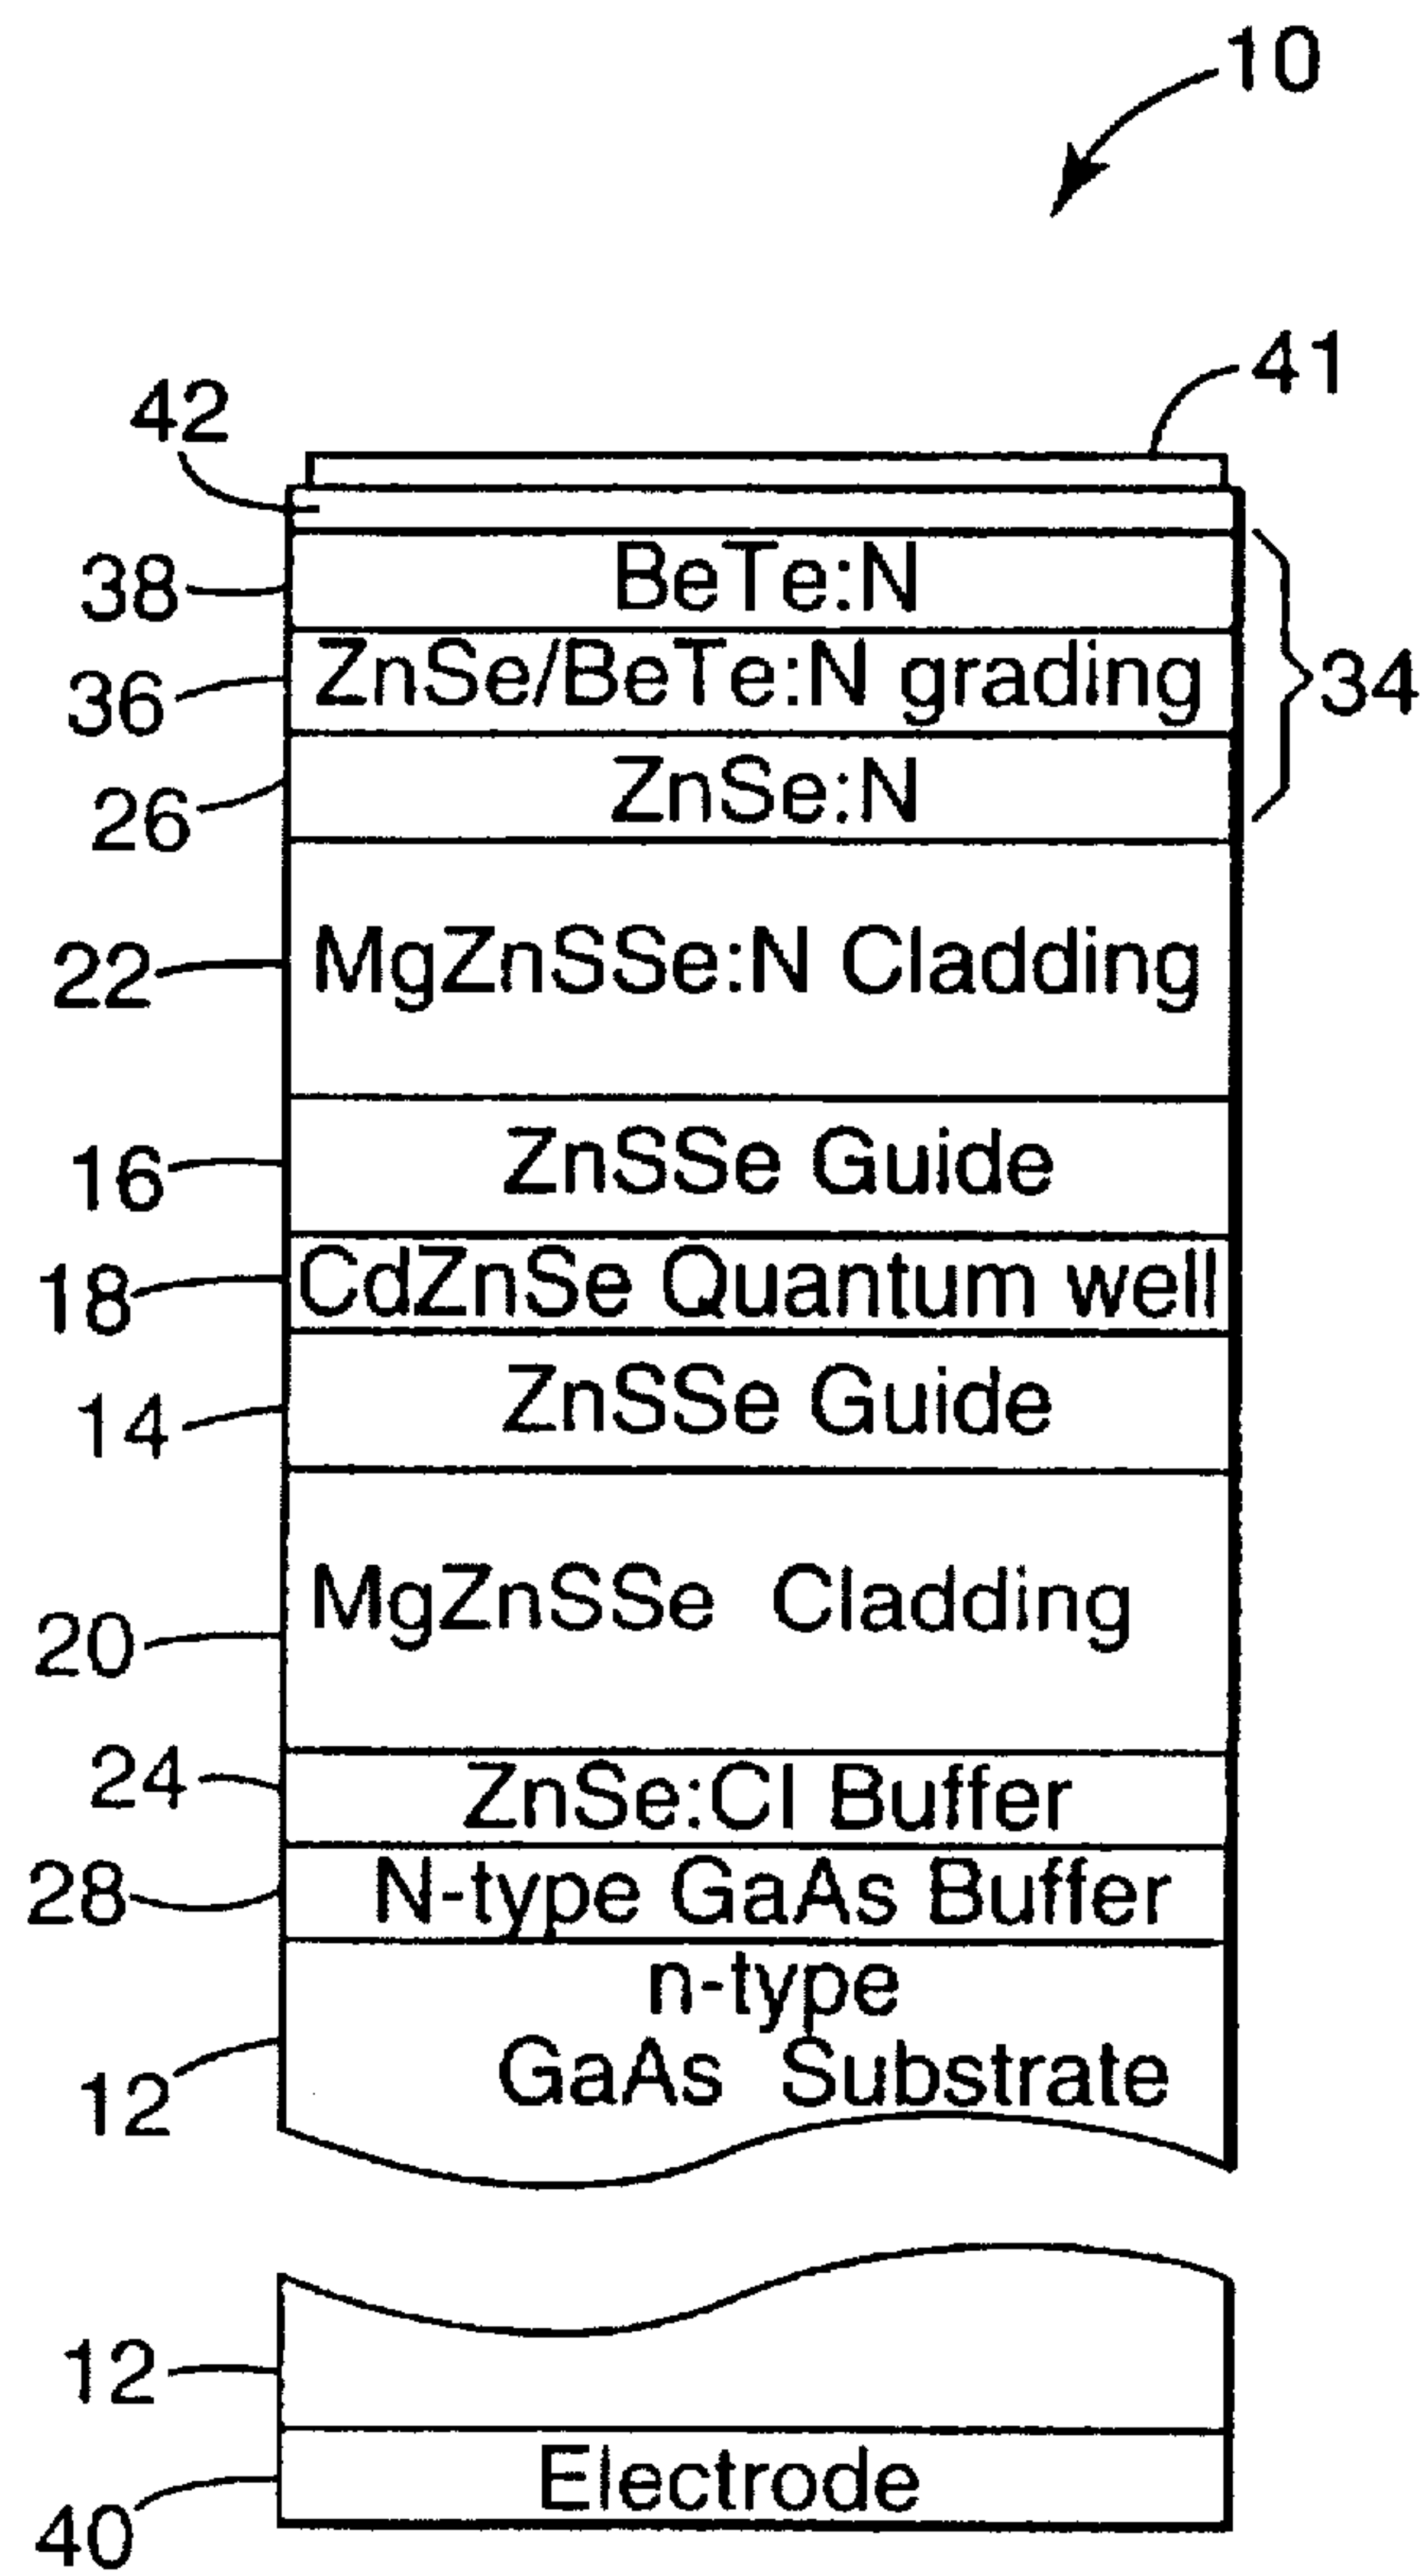 10
41
42
38 BeTe:N
36 ZnSe/BeTe:N grading
34
26 ZnSe:N
22 MgZnSSe:N Cladding
16 ZnSSe Guide
18 CdZnSe Quantum well
14 ZnSSe Guide
20 MgZnSSe Cladding
24 ZnSe:Cl Buffer
28 N-type GaAs Buffer
n-type
12 GaAs Substrate
12
40 Electrode